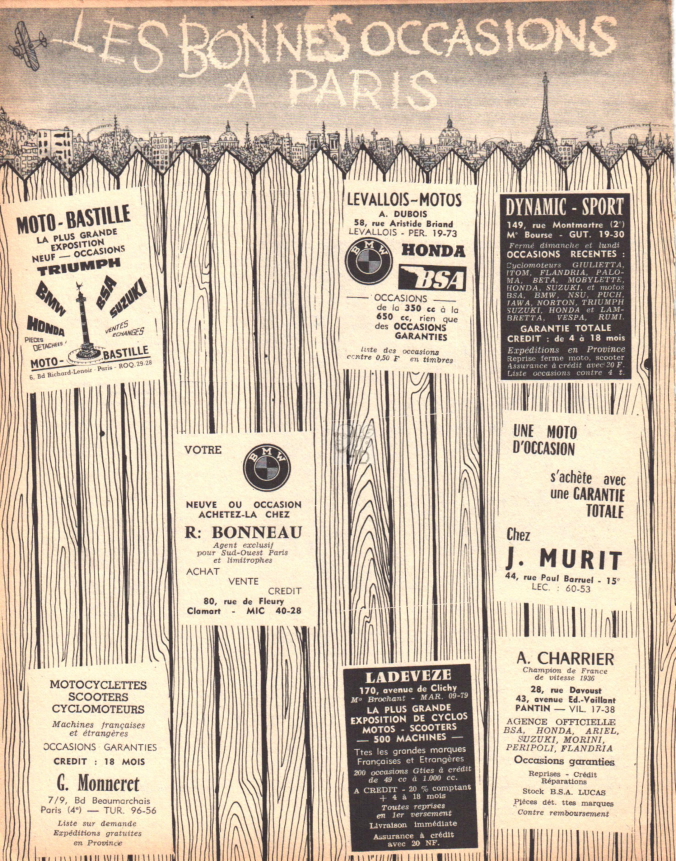 LES BONNES OCCASIONS
A PARIS
MOTO-BASTILLE
LA PLUS GRANDE
EXPOSITION
NEUF — OCCASIONS
TRIUMPH
BMW
BSA
SUZUKI
HONDA
PIECES
DETACHEES
VENTES
ECHANGES
MOTO- BASTILLE
6, Bd Richard-Lenoir - Paris - ROQ. 29-28
LEVALLOIS-MOTOS
A. DUBOIS
58, rue Aristide Briand
LEVALLOIS - PER. 19-73
BMW
HONDA
BSA
OCCASIONS
de la 350 cc à la
650 cc, rien que
des OCCASIONS
GARANTIES
liste des occasions
contre 0,50 F en timbres
DYNAMIC - SPORT
149, rue Montmartre (2e)
Mo Bourse - GUT. 19-30
Fermé dimanche et lundi
OCCASIONS RECENTES :
Cyclomoteurs GIULIETTA,
ITOM, FLANDRIA, PALO-
MA, BETA, MOBYLETTE,
HONDA, SUZUKI, et motos
BSA, BMW, NSU, PUCH,
JAWA, NORTON, TRIUMPH
SUZUKI, HONDA et LAM-
BRETTA, VESPA, RUMI.
GARANTIE TOTALE
CREDIT : de 4 à 18 mois
Expéditions en Province
Reprise ferme moto, scooter
Assurance à crédit avec 20 F.
Liste occasions contre 4 t.
VOTRE
BMW
NEUVE OU OCCASION
ACHETEZ-LA CHEZ
R: BONNEAU
Agent exclusif
pour Sud-Ouest Paris
et limitrophes
ACHAT
VENTE
CREDIT
80, rue de Fleury
Clamart - MIC 40-28
UNE MOTO
D'OCCASION
s'achète avec
une GARANTIE
TOTALE
Chez
J. MURIT
44, rue Paul Barruel - 15e
LEC. : 60-53
MOTOCYCLETTES
SCOOTERS
CYCLOMOTEURS
Machines françaises
et étrangères
OCCASIONS GARANTIES
CREDIT : 18 MOIS
G. Monneret
7/9, Bd Beaumarchais
Paris (4e) — TUR. 96-56
Liste sur demande
Expéditions gratuites
en Province
LADEVEZE
170, avenue de Clichy
Mo Brochant - MAR. 09-79
LA PLUS GRANDE
EXPOSITION DE CYCLOS
MOTOS - SCOOTERS
— 500 MACHINES —
Ttes les grandes marques
Françaises et Etrangères
200 occasions Gties à crédit
de 49 cc à 1.000 cc.
A CREDIT - 20 % comptant
+ 4 à 18 mois
Toutes reprises
en 1er versement
Livraison immédiate
Assurance à crédit
avec 20 NF.
A. CHARRIER
Champion de France
de vitesse 1936
28, rue Davoust
43, avenue Ed.-Vaillant
PANTIN — VIL. 17-38
AGENCE OFFICIELLE
BSA, HONDA, ARIEL,
SUZUKI, MORINI,
PERIPOLI, FLANDRIA
Occasions garanties
Reprises - Crédit
Réparations
Stock B.S.A. LUCAS
Pièces dét. ttes marques
Contre remboursement